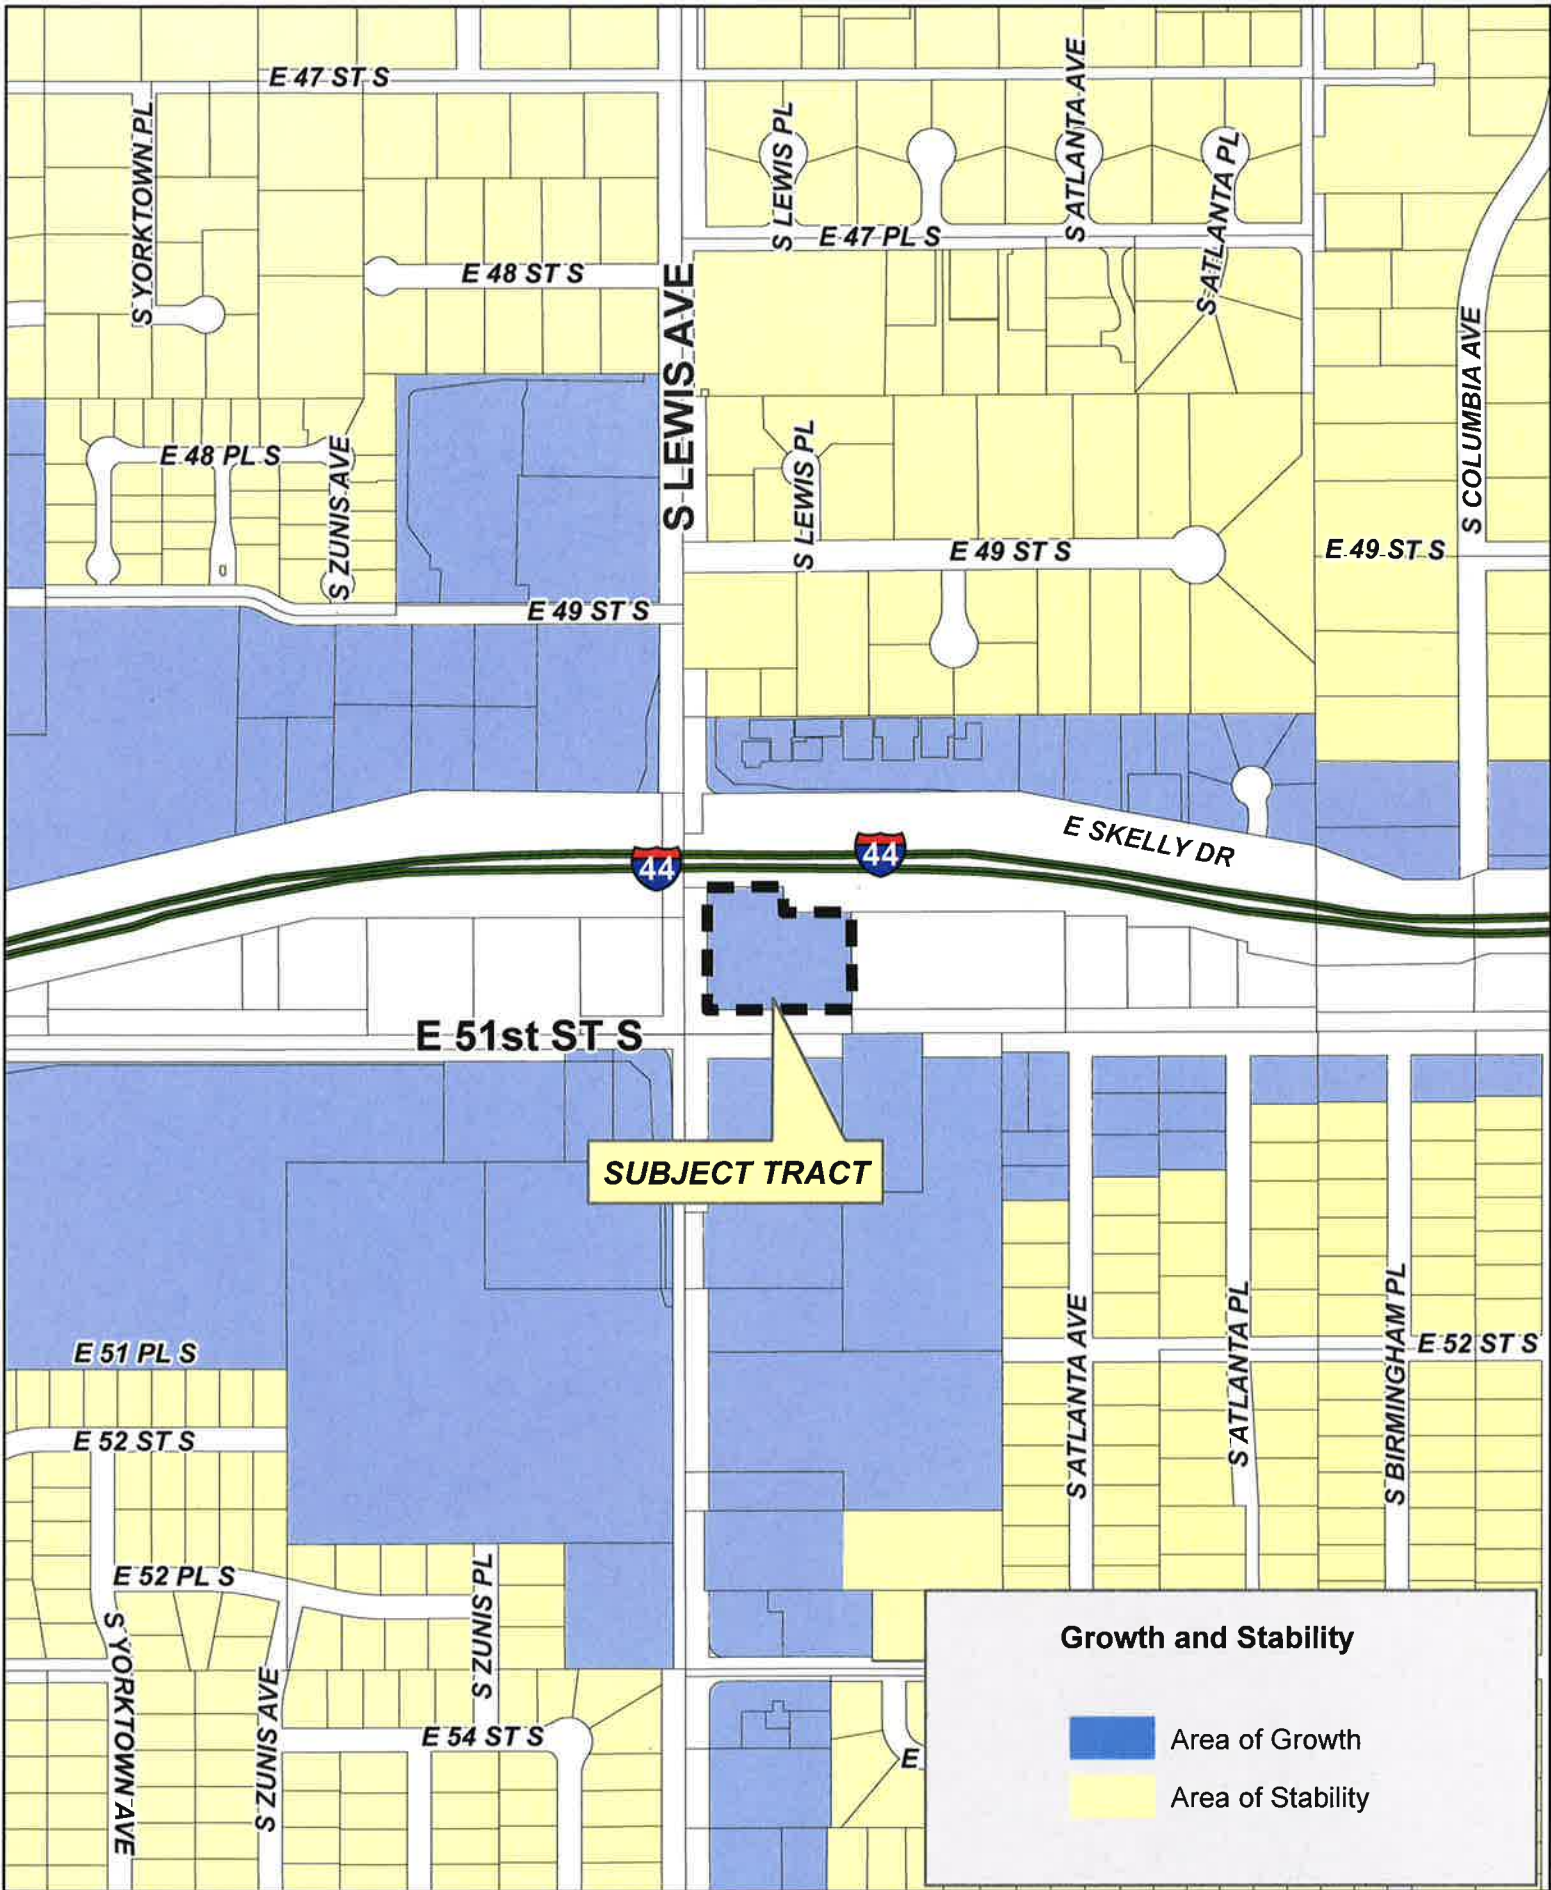 E 47 ST S
S YORKTOWN PL
S LEWIS PL
S ATLANTA AVE
S ATLANTA PL
E 47 PL S
E 48 ST S
S LEWIS AVE
S COLUMBIA AVE
E 48 PL S
S ZUNIS AVE
S LEWIS PL
E 49 ST S
E 49 ST S
E 49 ST S
E SKELLY DR
44
44
E 51st ST S
SUBJECT TRACT
E 51 PL S
E 52 ST S
E 52 ST S
S ATLANTA AVE
S ATLANTA PL
S BIRMINGHAM PL
E 52 PL S
S ZUNIS PL
S YORKTOWN AVE
S ZUNIS AVE
E 54 ST S
E
Growth and Stability
Area of Growth
Area of Stability